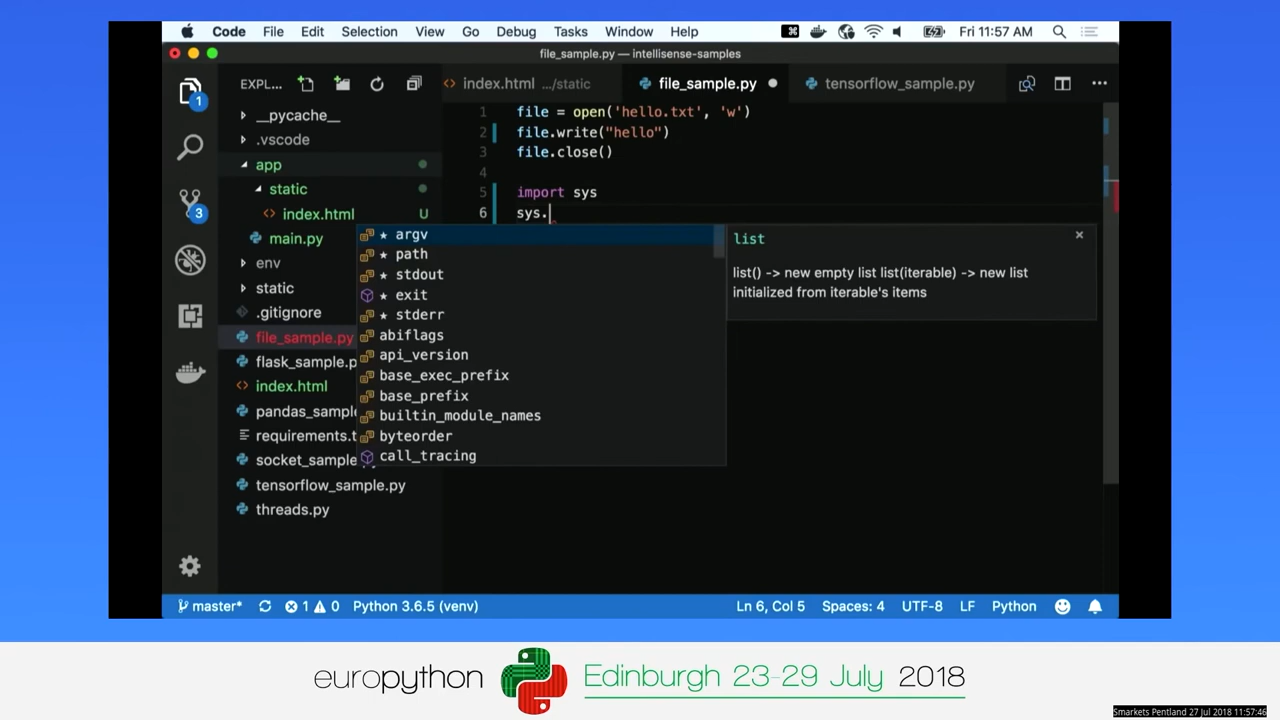 Code File Edit Selection View Go Debug Tasks Window Help Fri 11:57 AM
file_sample.py — intellisense-samples
EXPL...
index.html .../static
file_sample.py
tensorflow_sample.py
1
3
__pycache__
.vscode
app
static
index.html U
main.py
env
static
.gitignore
file_sample.py
flask_sample.p
index.html
pandas_sample
requirements.t
socket_sample.py
tensorflow_sample.py
threads.py
1 file = open('hello.txt', 'w')
2 file.write("hello")
3 file.close()
4
5 import sys
6 sys.
★ argv
★ path
★ stdout
★ exit
★ stderr
abiflags
api_version
base_exec_prefix
base_prefix
builtin_module_names
byteorder
call_tracing
list
list() -> new empty list list(iterable) -> new list
initialized from iterable's items
master* 1 0 Python 3.6.5 (venv) Ln 6, Col 5 Spaces: 4 UTF-8 LF Python
europython Edinburgh 23-29 July 2018
Smarkets Pentland 27 Jul 2018 11:57:46